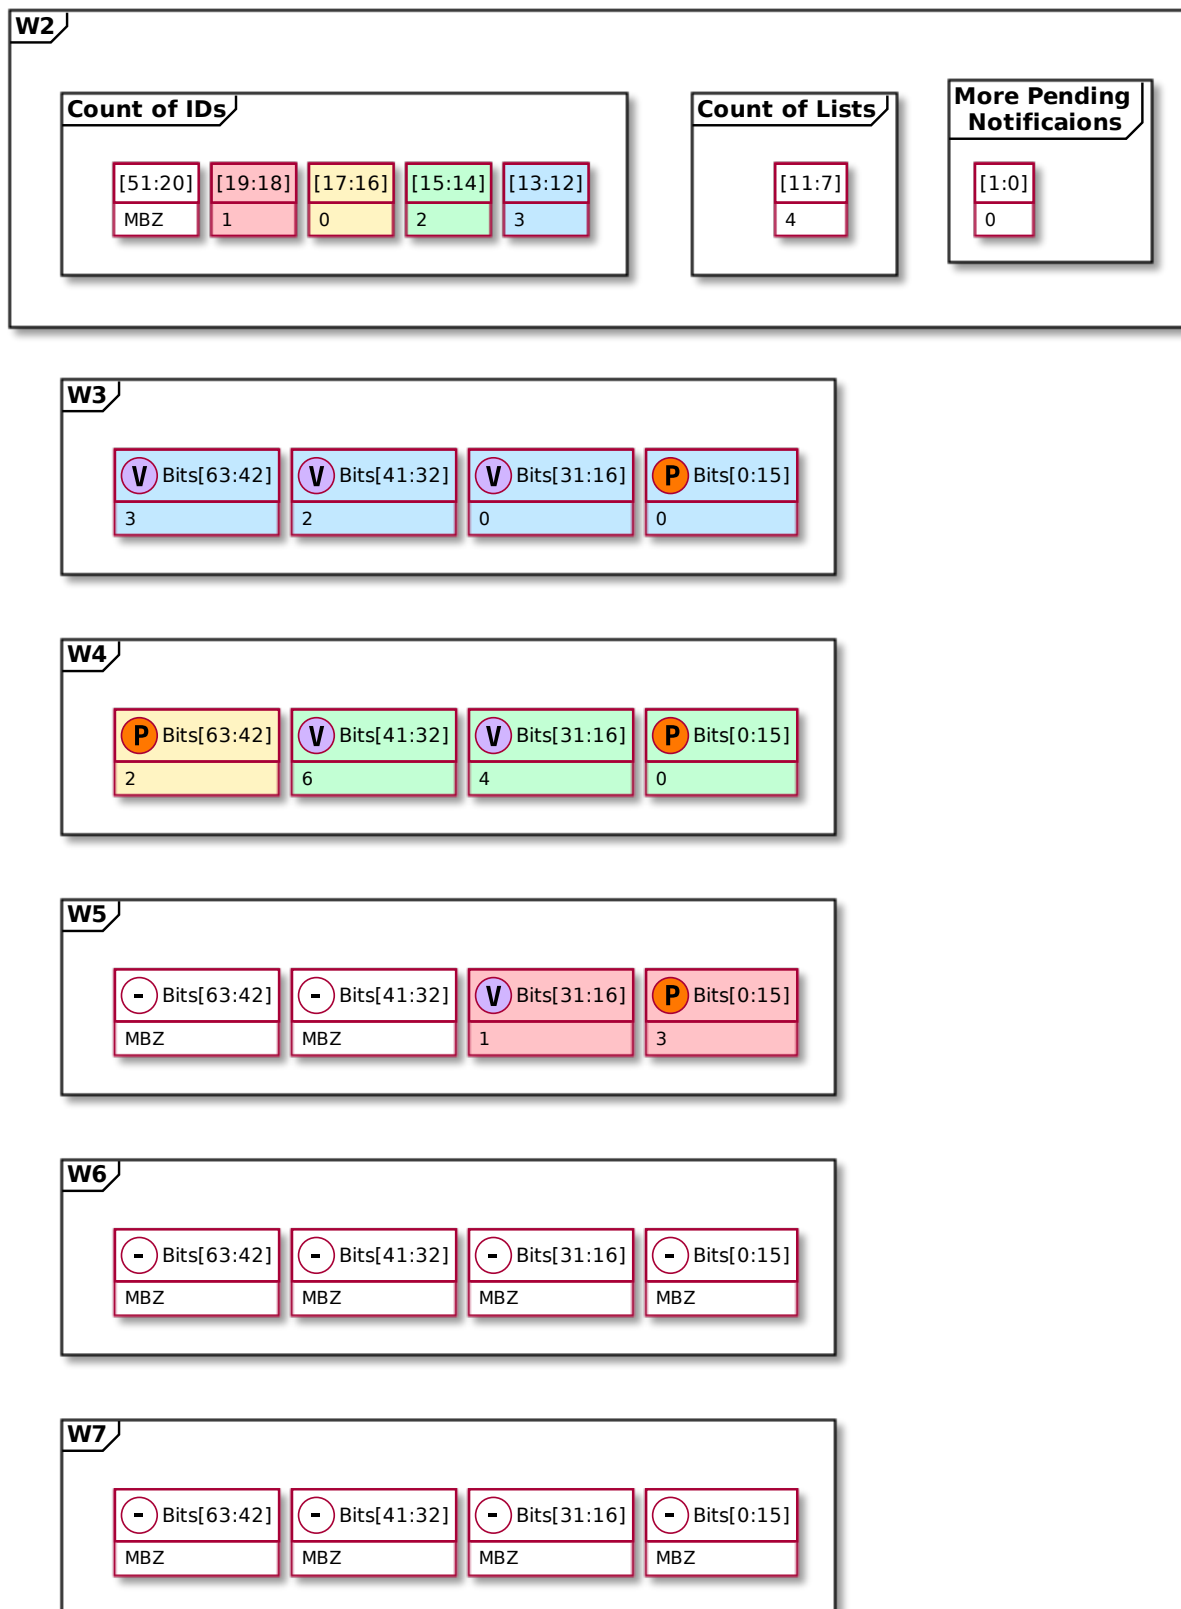 W2
Count of IDs
[51:20] [19:18] [17:16] [15:14] [13:12]
MBZ 1 0 2 3
Count of Lists
[11:7]
4
More Pending
Notificaions
[1:0]
0
W3
V Bits[63:42] V Bits[41:32] V Bits[31:16] P Bits[0:15]
3 2 0 0
W4
P Bits[63:42] V Bits[41:32] V Bits[31:16] P Bits[0:15]
2 6 4 0
W5
- Bits[63:42] - Bits[41:32] V Bits[31:16] P Bits[0:15]
MBZ MBZ 1 3
W6
- Bits[63:42] - Bits[41:32] - Bits[31:16] - Bits[0:15]
MBZ MBZ MBZ MBZ
W7
- Bits[63:42] - Bits[41:32] - Bits[31:16] - Bits[0:15]
MBZ MBZ MBZ MBZ